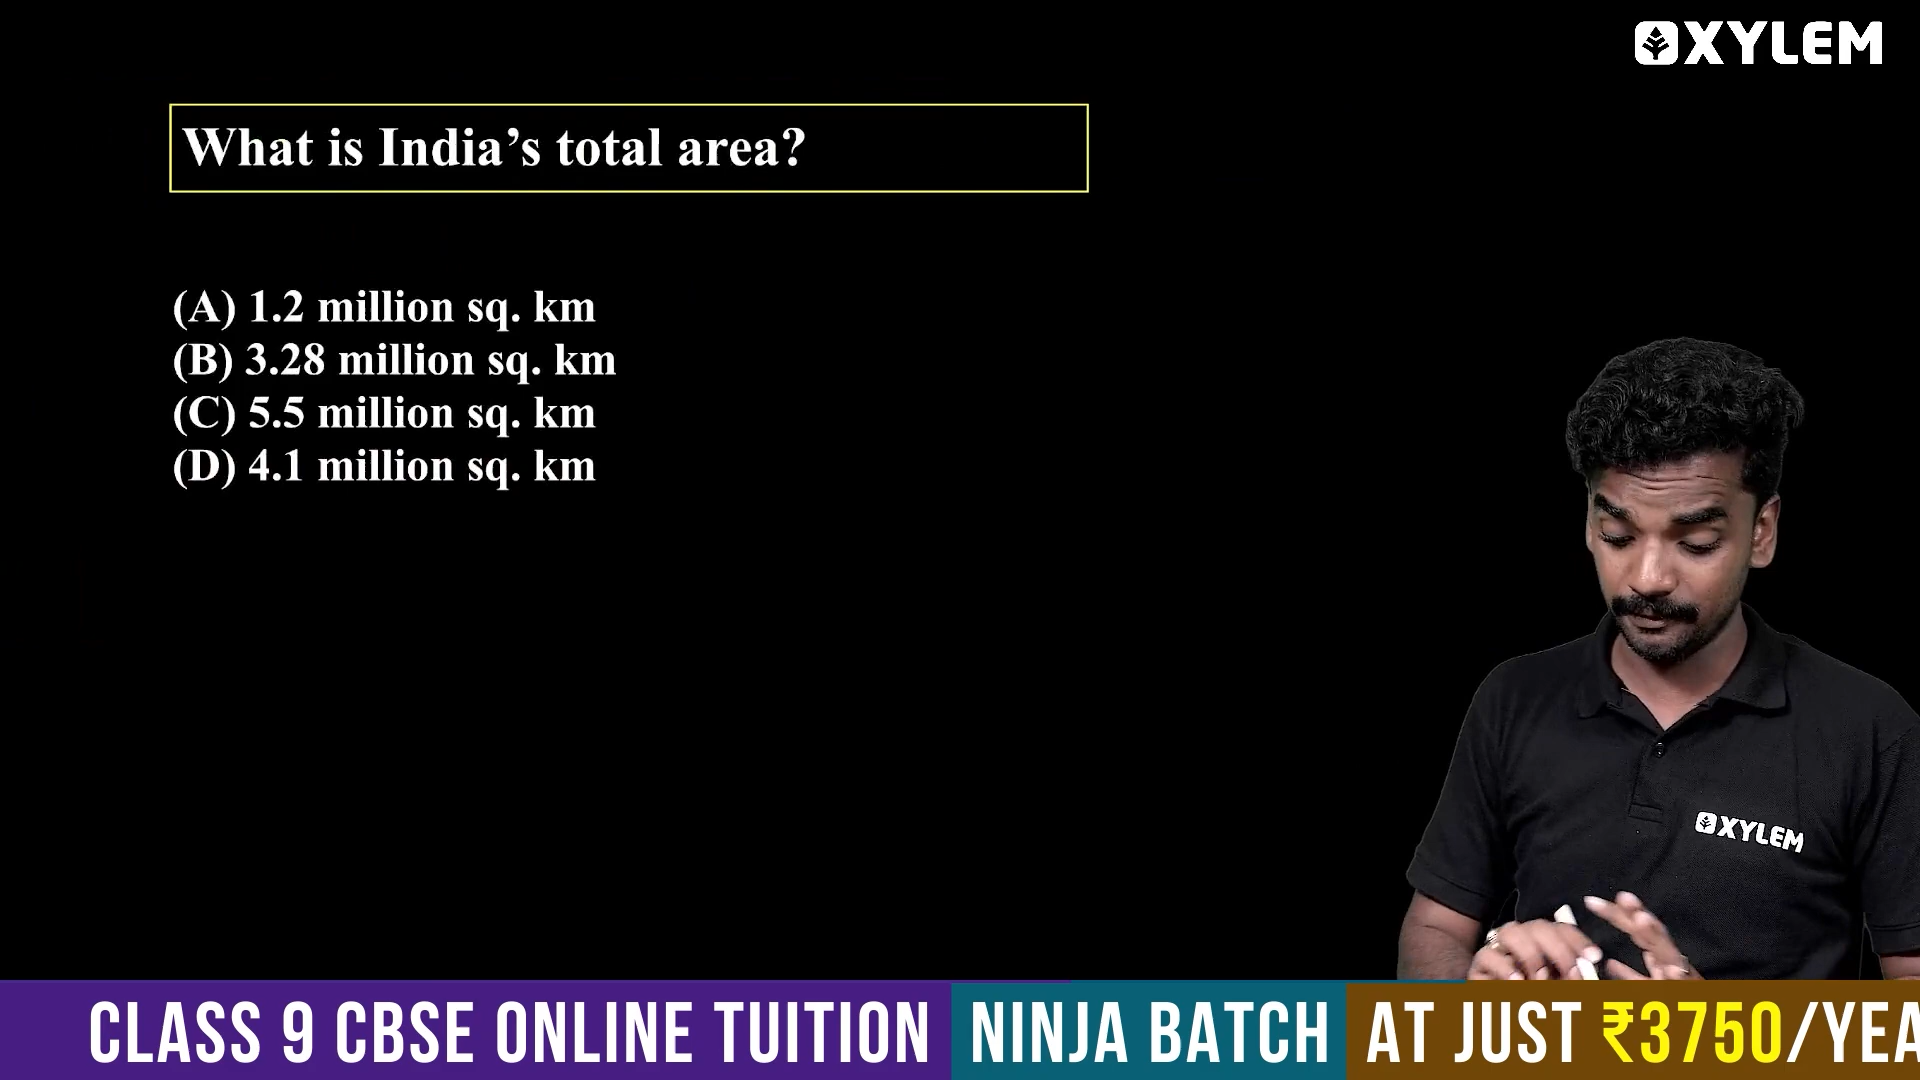 XYLEM
What is India’s total area?
(A) 1.2 million sq. km
(B) 3.28 million sq. km
(C) 5.5 million sq. km
(D) 4.1 million sq. km
XYLEM
CLASS 9 CBSE ONLINE TUITION NINJA BATCH AT JUST ₹3750/YEA